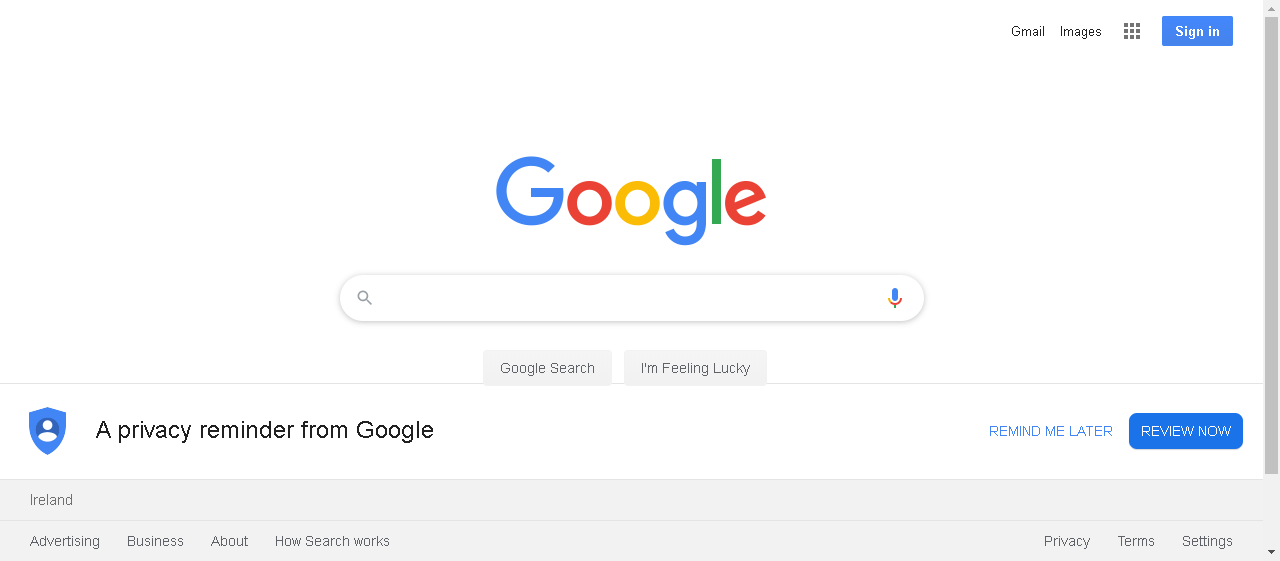 Gmail Images Sign in
Google
Google Search I'm Feeling Lucky
A privacy reminder from Google REMIND ME LATER REVIEW NOW
Ireland
Advertising Business About How Search works Privacy Terms Settings